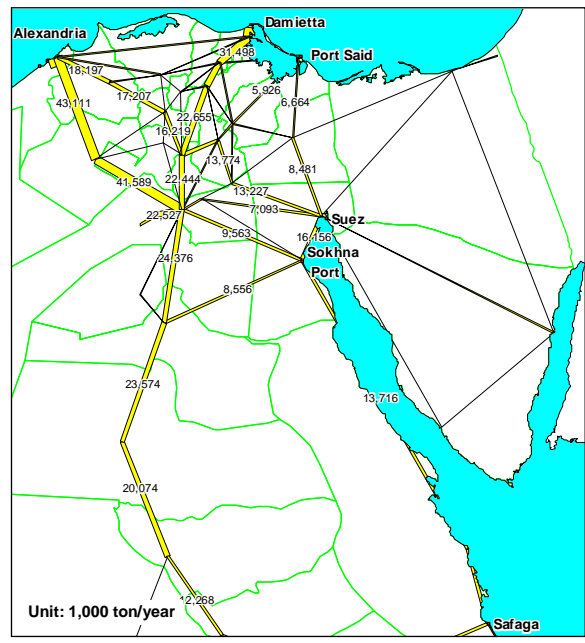 Damietta
Alexandria
31,498
Port Said
18,197
5,926
17,207
43,111
6,664
22,655
16,219
13,774
8,481
22,444
41,589
13,227
7,093
22,527
Suez
9,563
16,156
24,376
Sokhna
Port
8,556
23,574
13,716
20,074
12,268
Unit: 1,000 ton/year
Safaga